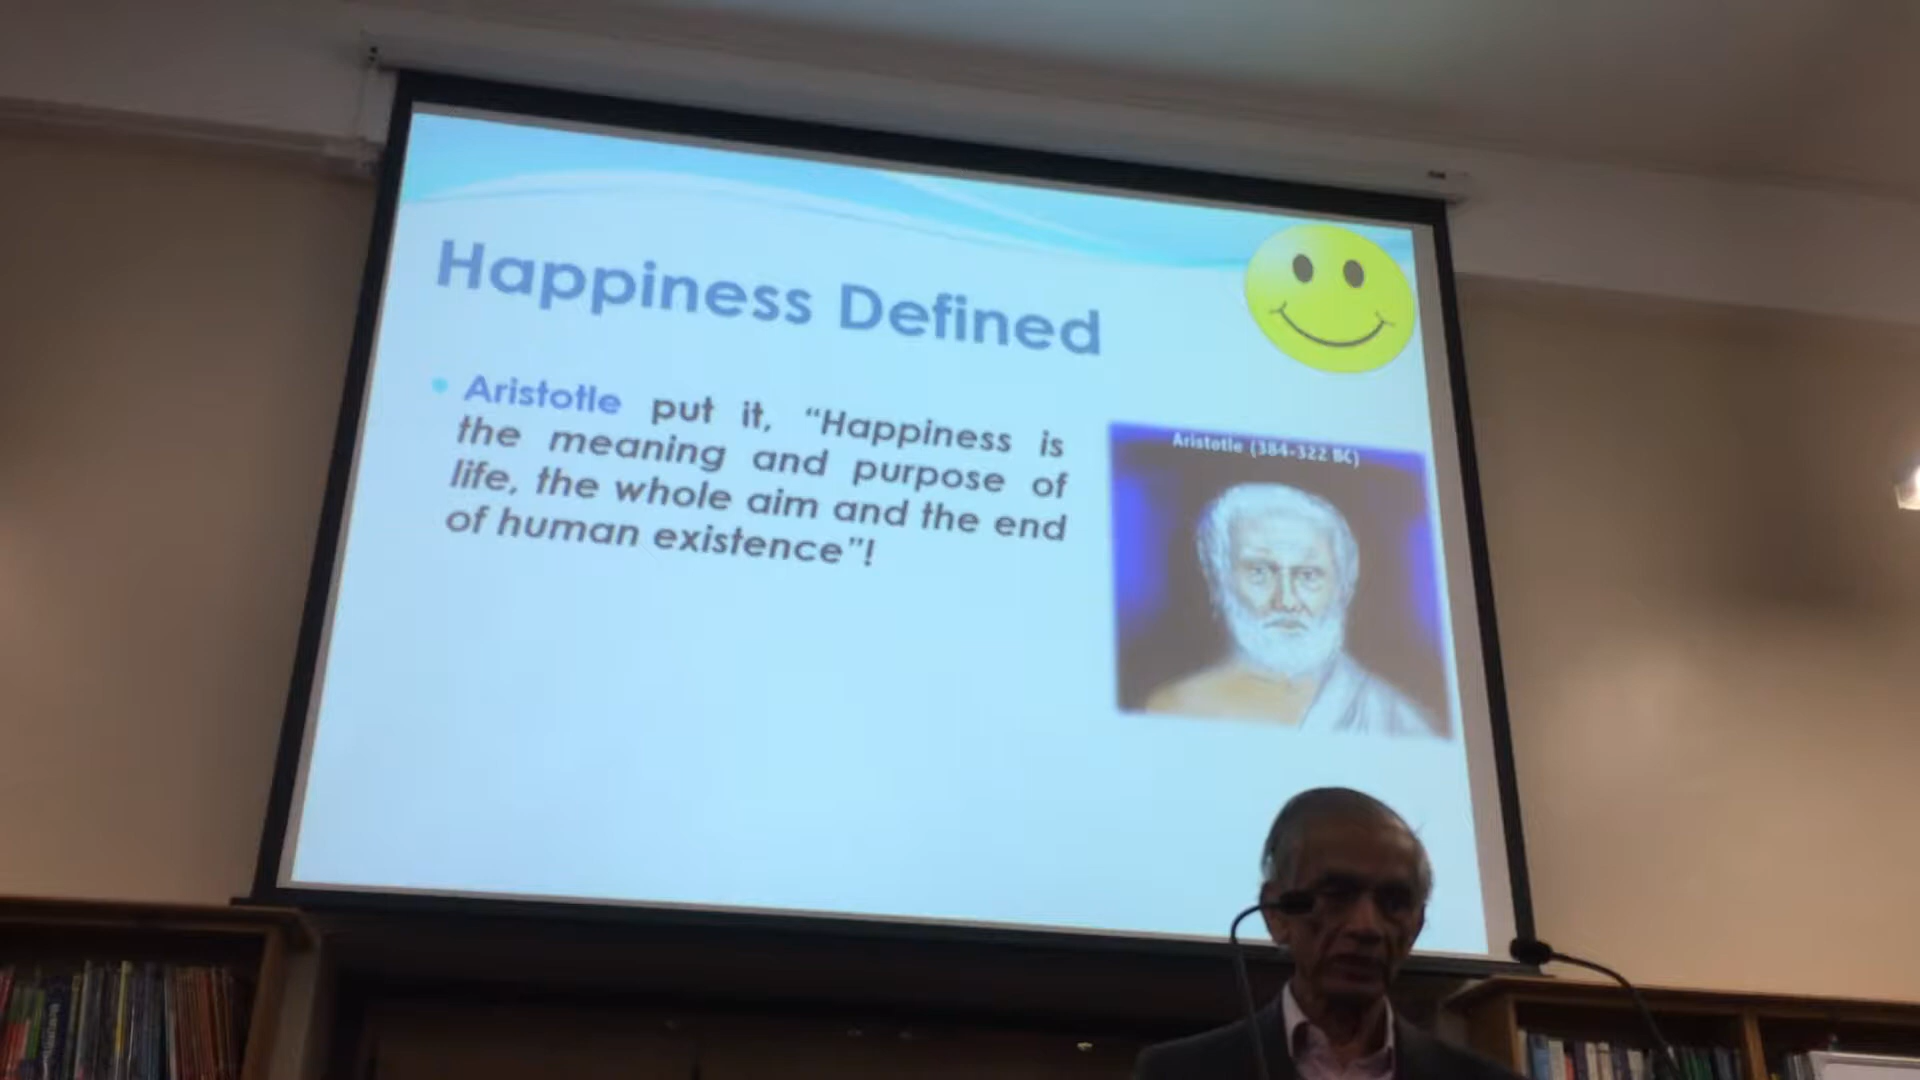 Happiness Defined
Aristotle put it, “Happiness is
the meaning and purpose of
life, the whole aim and the end
of human existence”!
Aristotle (384-322 BC)